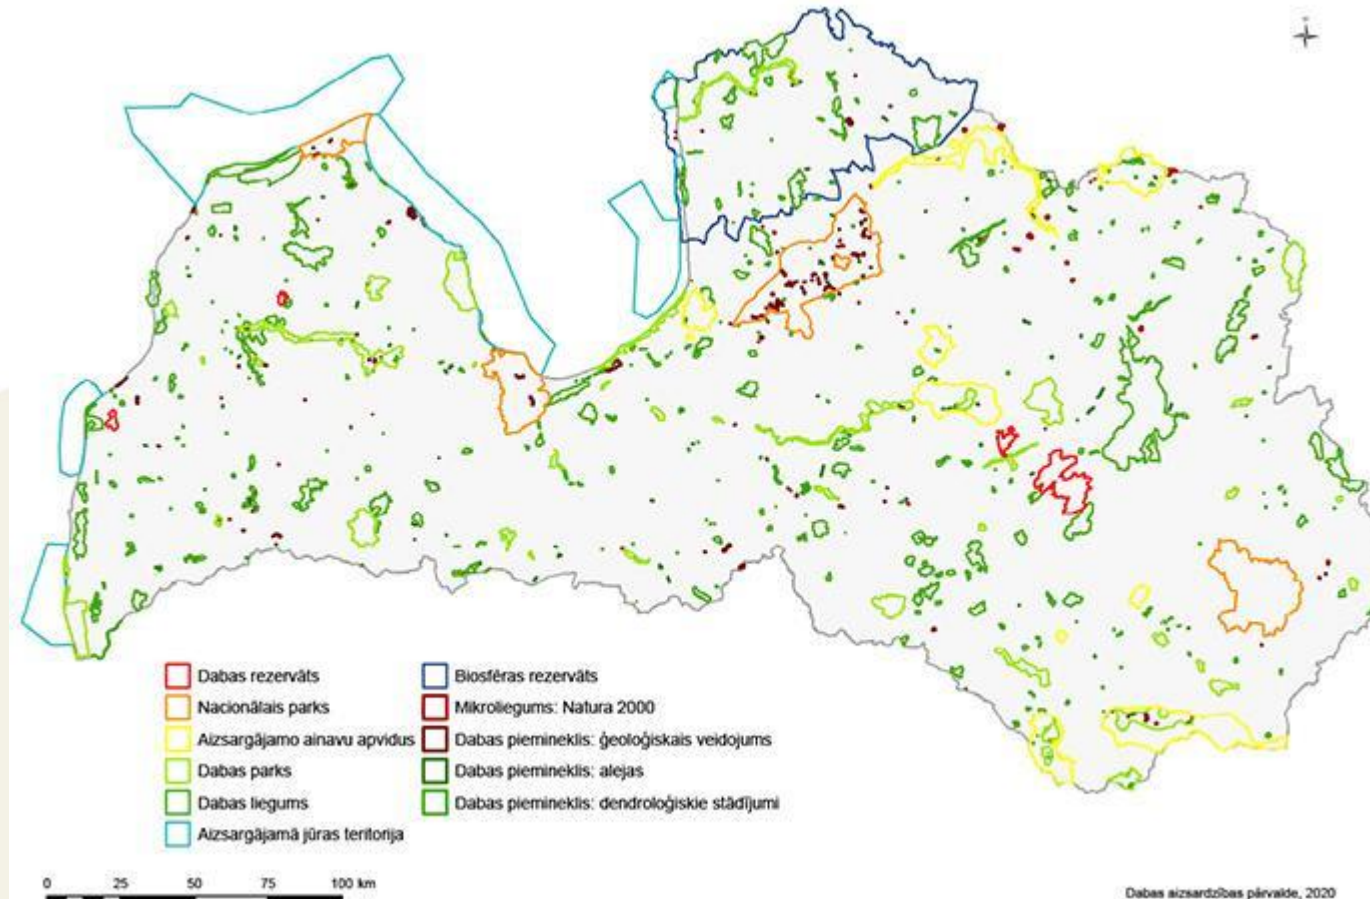 Dabas rezervāts
Nacionālais parks
Aizsargājamo ainavu apvidus
Dabas parks
Dabas liegums
Aizsargājamā jūras teritorija
Biosfēras rezervāts
Mikroliegums: Natura 2000
Dabas piemineklis: ģeoloģiskais veidojums
Dabas piemineklis: alejas
Dabas piemineklis: dendroloģiskie stādījumi
0 25 50 75 100 km
Dabas aizsardzības pārvalde, 2020